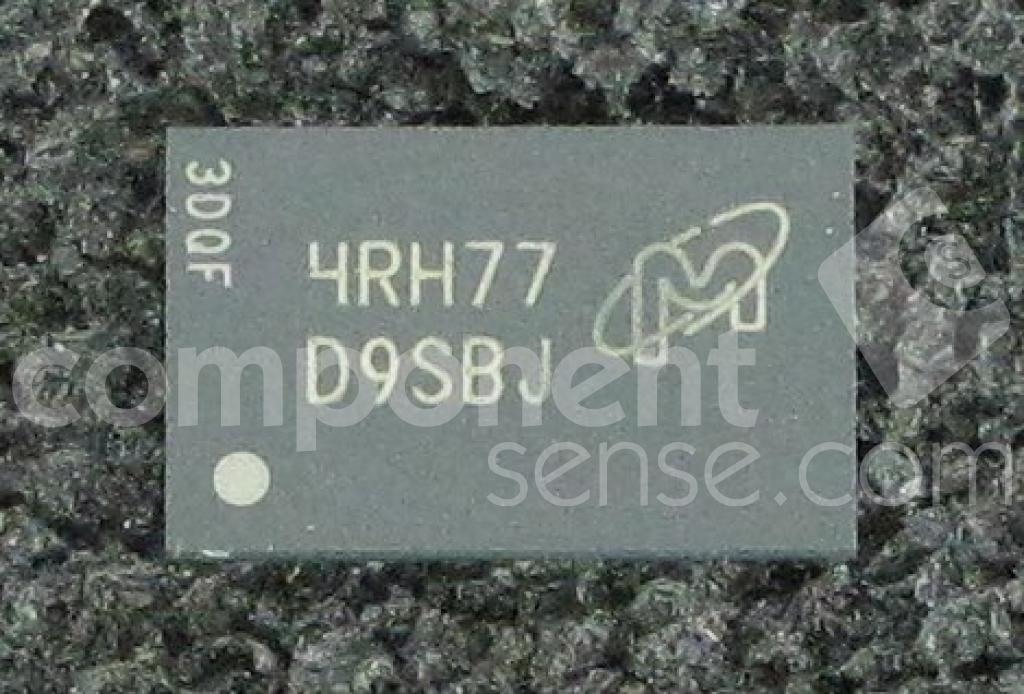 3DQF
4RH77
D9SBJ
component
sense.com